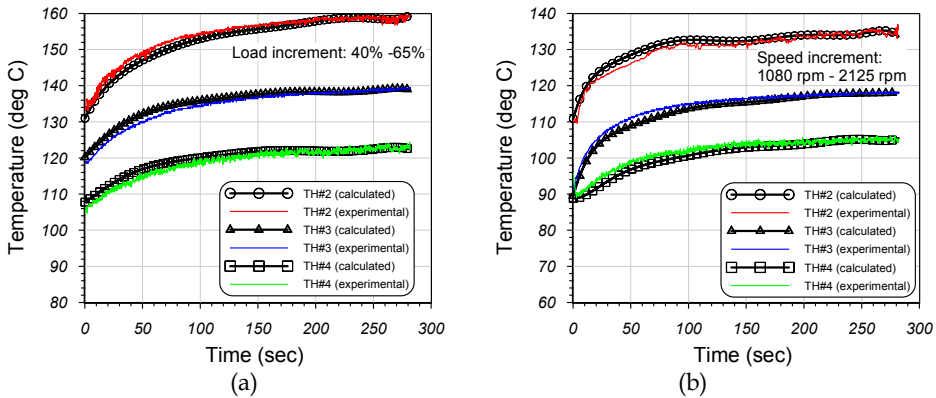 170
160
150
140
130
120
110
100
90
80
Temperature (deg C)
Load increment: 40% -65%
TH#2 (calculated)
TH#2 (experimental)
TH#3 (calculated)
TH#3 (experimental)
TH#4 (calculated)
TH#4 (experimental)
0 50 100 150 200 250 300
Time (sec)
(a)
140
130
120
110
100
90
80
70
60
Temperature (deg C)
Speed increment:
1080 rpm - 2125 rpm
TH#2 (calculated)
TH#2 (experimental)
TH#3 (calculated)
TH#3 (experimental)
TH#4 (calculated)
TH#4 (experimental)
0 50 100 150 200 250 300
Time (sec)
(b)